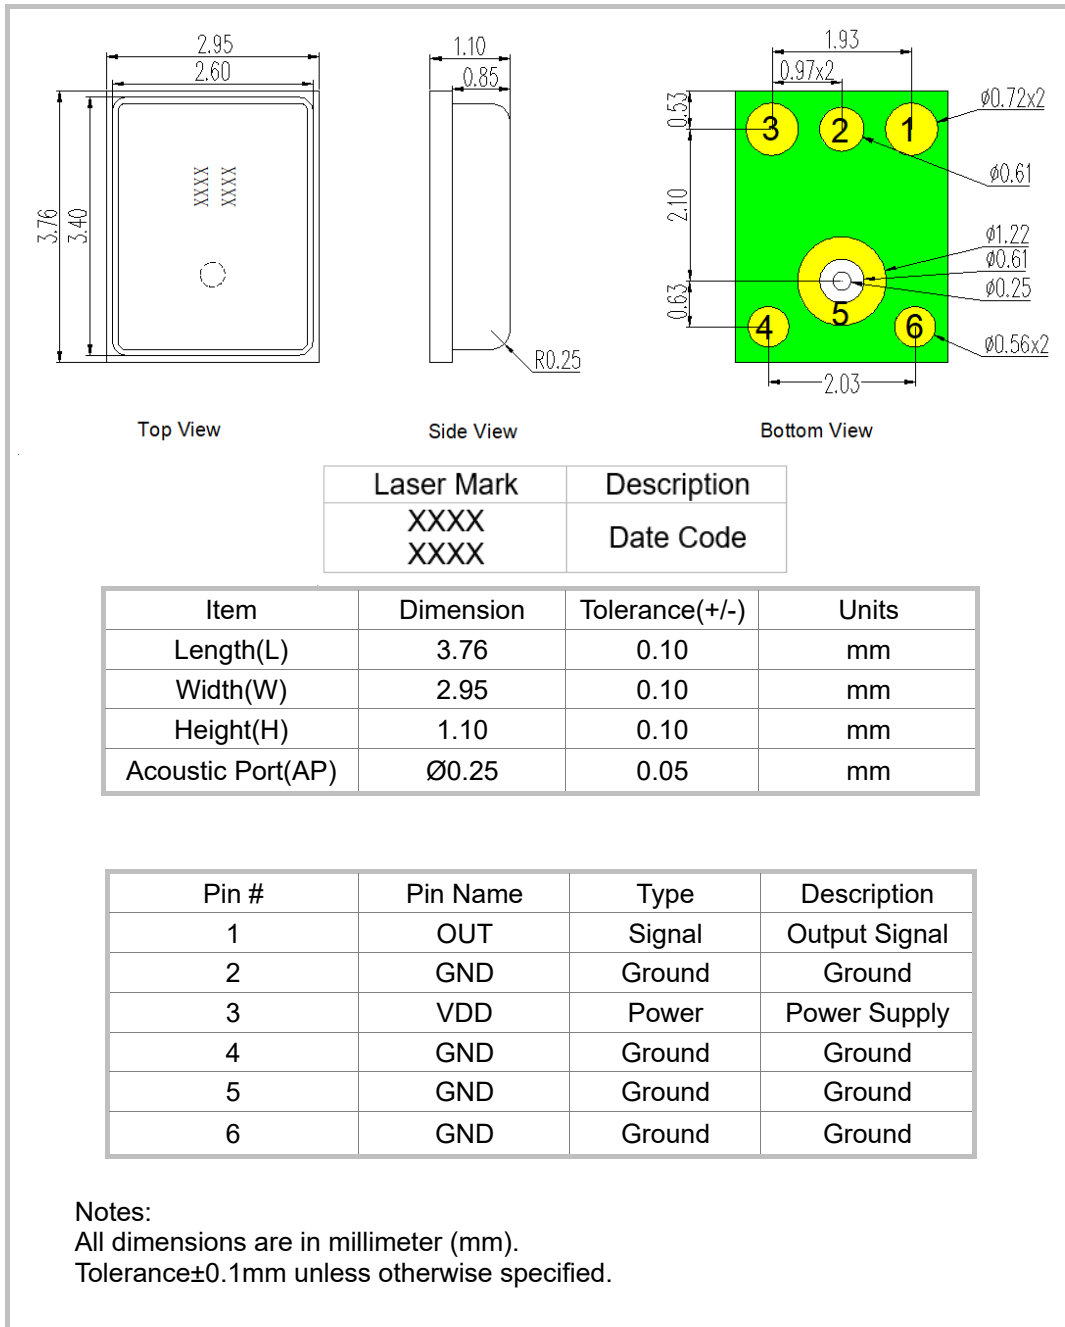 2.95
2.60
3.76
3.40
XXXX
XXXX
Top View
1.10
0.85
R0.25
Side View
1.93
0.97x2
0.53
2.10
0.63
3
2
1
5
4
6
ø0.72x2
ø0.61
ø1.22
ø0.61
ø0.25
ø0.56x2
2.03
Bottom View
Laser Mark Description
XXXX
XXXX
Date Code
Item Dimension Tolerance(+/-) Units
Length(L) 3.76 0.10 mm
Width(W) 2.95 0.10 mm
Height(H) 1.10 0.10 mm
Acoustic Port(AP) Ø0.25 0.05 mm
Pin # Pin Name Type Description
1 OUT Signal Output Signal
2 GND Ground Ground
3 VDD Power Power Supply
4 GND Ground Ground
5 GND Ground Ground
6 GND Ground Ground
Notes:
All dimensions are in millimeter (mm).
Tolerance±0.1mm unless otherwise specified.